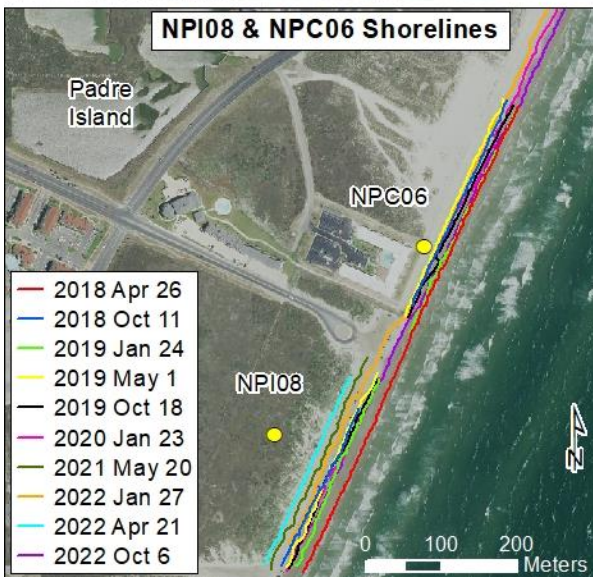 NPI08 & NPC06 Shorelines
Padre
Island
NPC06
2018 Apr 26
2018 Oct 11
2019 Jan 24
2019 May 1
2019 Oct 18
2020 Jan 23
2021 May 20
2022 Jan 27
2022 Apr 21
2022 Oct 6
NPI08
N
0 100 200
Meters